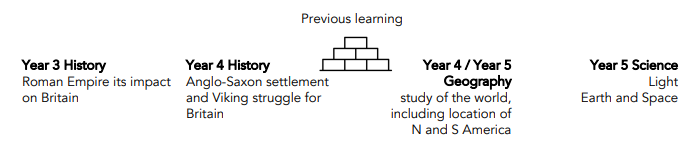 Previous learning
Year 3 History
Roman Empire its impact
on Britain
Year 4 History
Anglo-Saxon settlement
and Viking struggle for
Britain
Year 4 / Year 5
Geography
study of the world,
including location of
N and S America
Year 5 Science
Light
Earth and Space